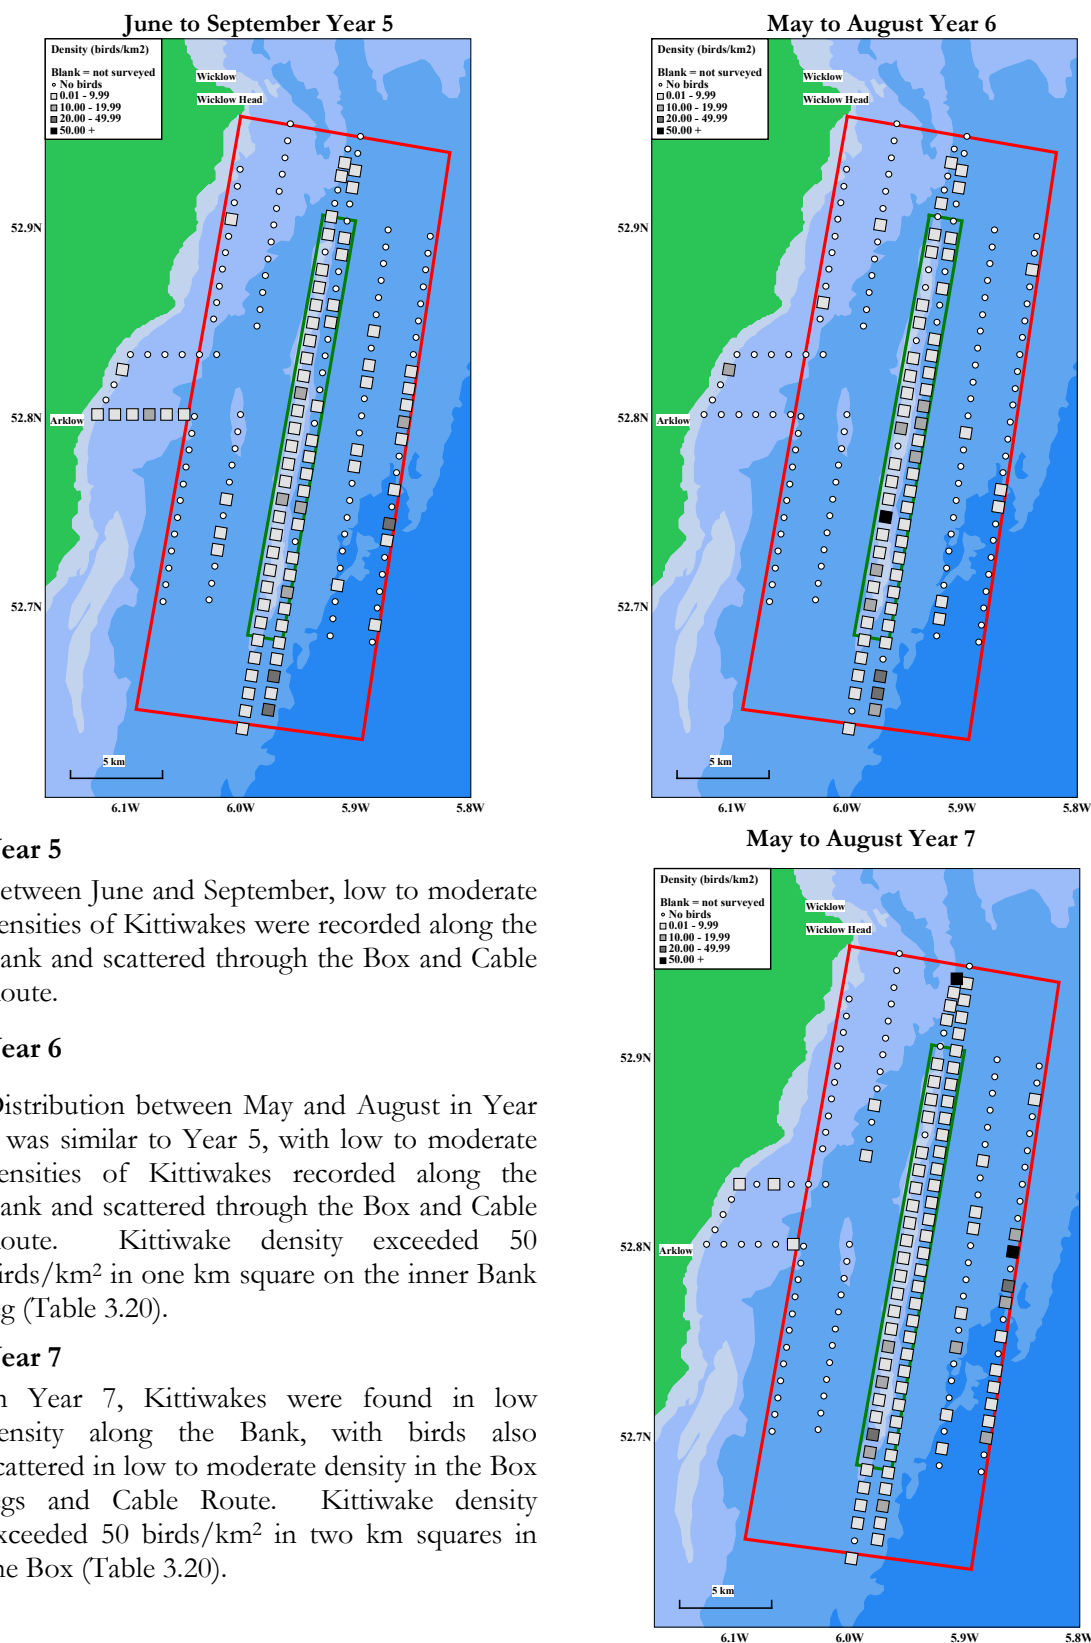 June to September Year 5
Density (birds/km2)
Blank = not surveyed
No birds
0.01 - 9.99
10.00 - 19.99
20.00 - 49.99
50.00 +
Wicklow
Wicklow Head
Arklow
52.9N
52.8N
52.7N
5 km
6.1W 6.0W 5.9W 5.8W
May to August Year 6
Density (birds/km2)
Blank = not surveyed
No birds
0.01 - 9.99
10.00 - 19.99
20.00 - 49.99
50.00 +
Wicklow
Wicklow Head
Arklow
52.9N
52.8N
52.7N
5 km
6.1W 6.0W 5.9W 5.8W
ear 5
etween June and September, low to moderate
ensities of Kittiwakes were recorded along the
ank and scattered through the Box and Cable
oute.
ear 6
istribution between May and August in Year
was similar to Year 5, with low to moderate
ensities of Kittiwakes recorded along the
ank and scattered through the Box and Cable
oute. Kittiwake density exceeded 50
irds/km² in one km square on the inner Bank
eg (Table 3.20).
ear 7
n Year 7, Kittiwakes were found in low
ensity along the Bank, with birds also
cattered in low to moderate density in the Box
egs and Cable Route. Kittiwake density
xceeded 50 birds/km² in two km squares in
he Box (Table 3.20).
May to August Year 7
Density (birds/km2)
Blank = not surveyed
No birds
0.01 - 9.99
10.00 - 19.99
20.00 - 49.99
50.00 +
Wicklow
Wicklow Head
Arklow
52.9N
52.8N
52.7N
5 km
6.1W 6.0W 5.9W 5.8W